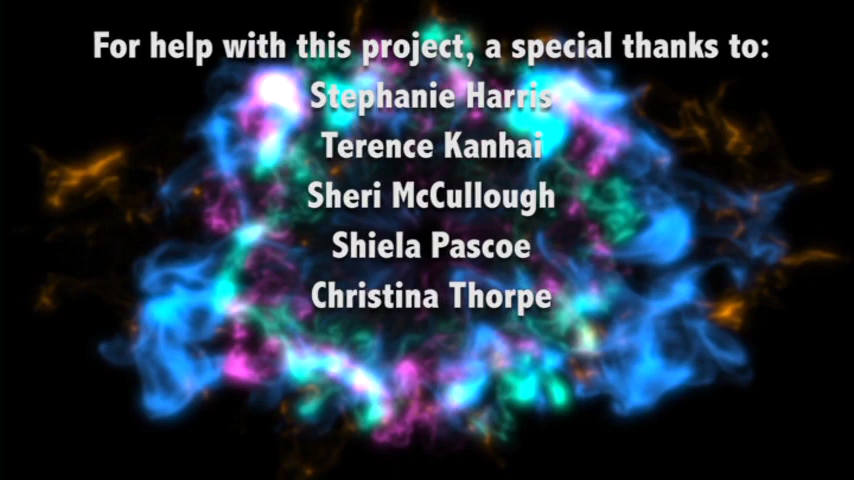 For help with this project, a special thanks to:
Stephanie Harris
Terence Kanhai
Sheri McCullough
Shiela Pascoe
Christina Thorpe